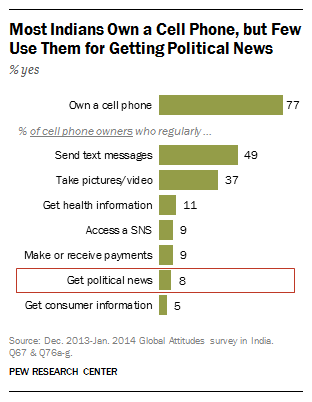 Most Indians Own a Cell Phone, but Few
Use Them for Getting Political News
% yes
Own a cell phone 77
% of cell phone owners who regularly ...
Send text messages 49
Take pictures/video 37
Get health information 11
Access a SNS 9
Make or receive payments 9
Get political news 8
Get consumer information 5
Source: Dec. 2013-Jan. 2014 Global Attitudes survey in India.
Q67 & Q76a-g.
PEW RESEARCH CENTER